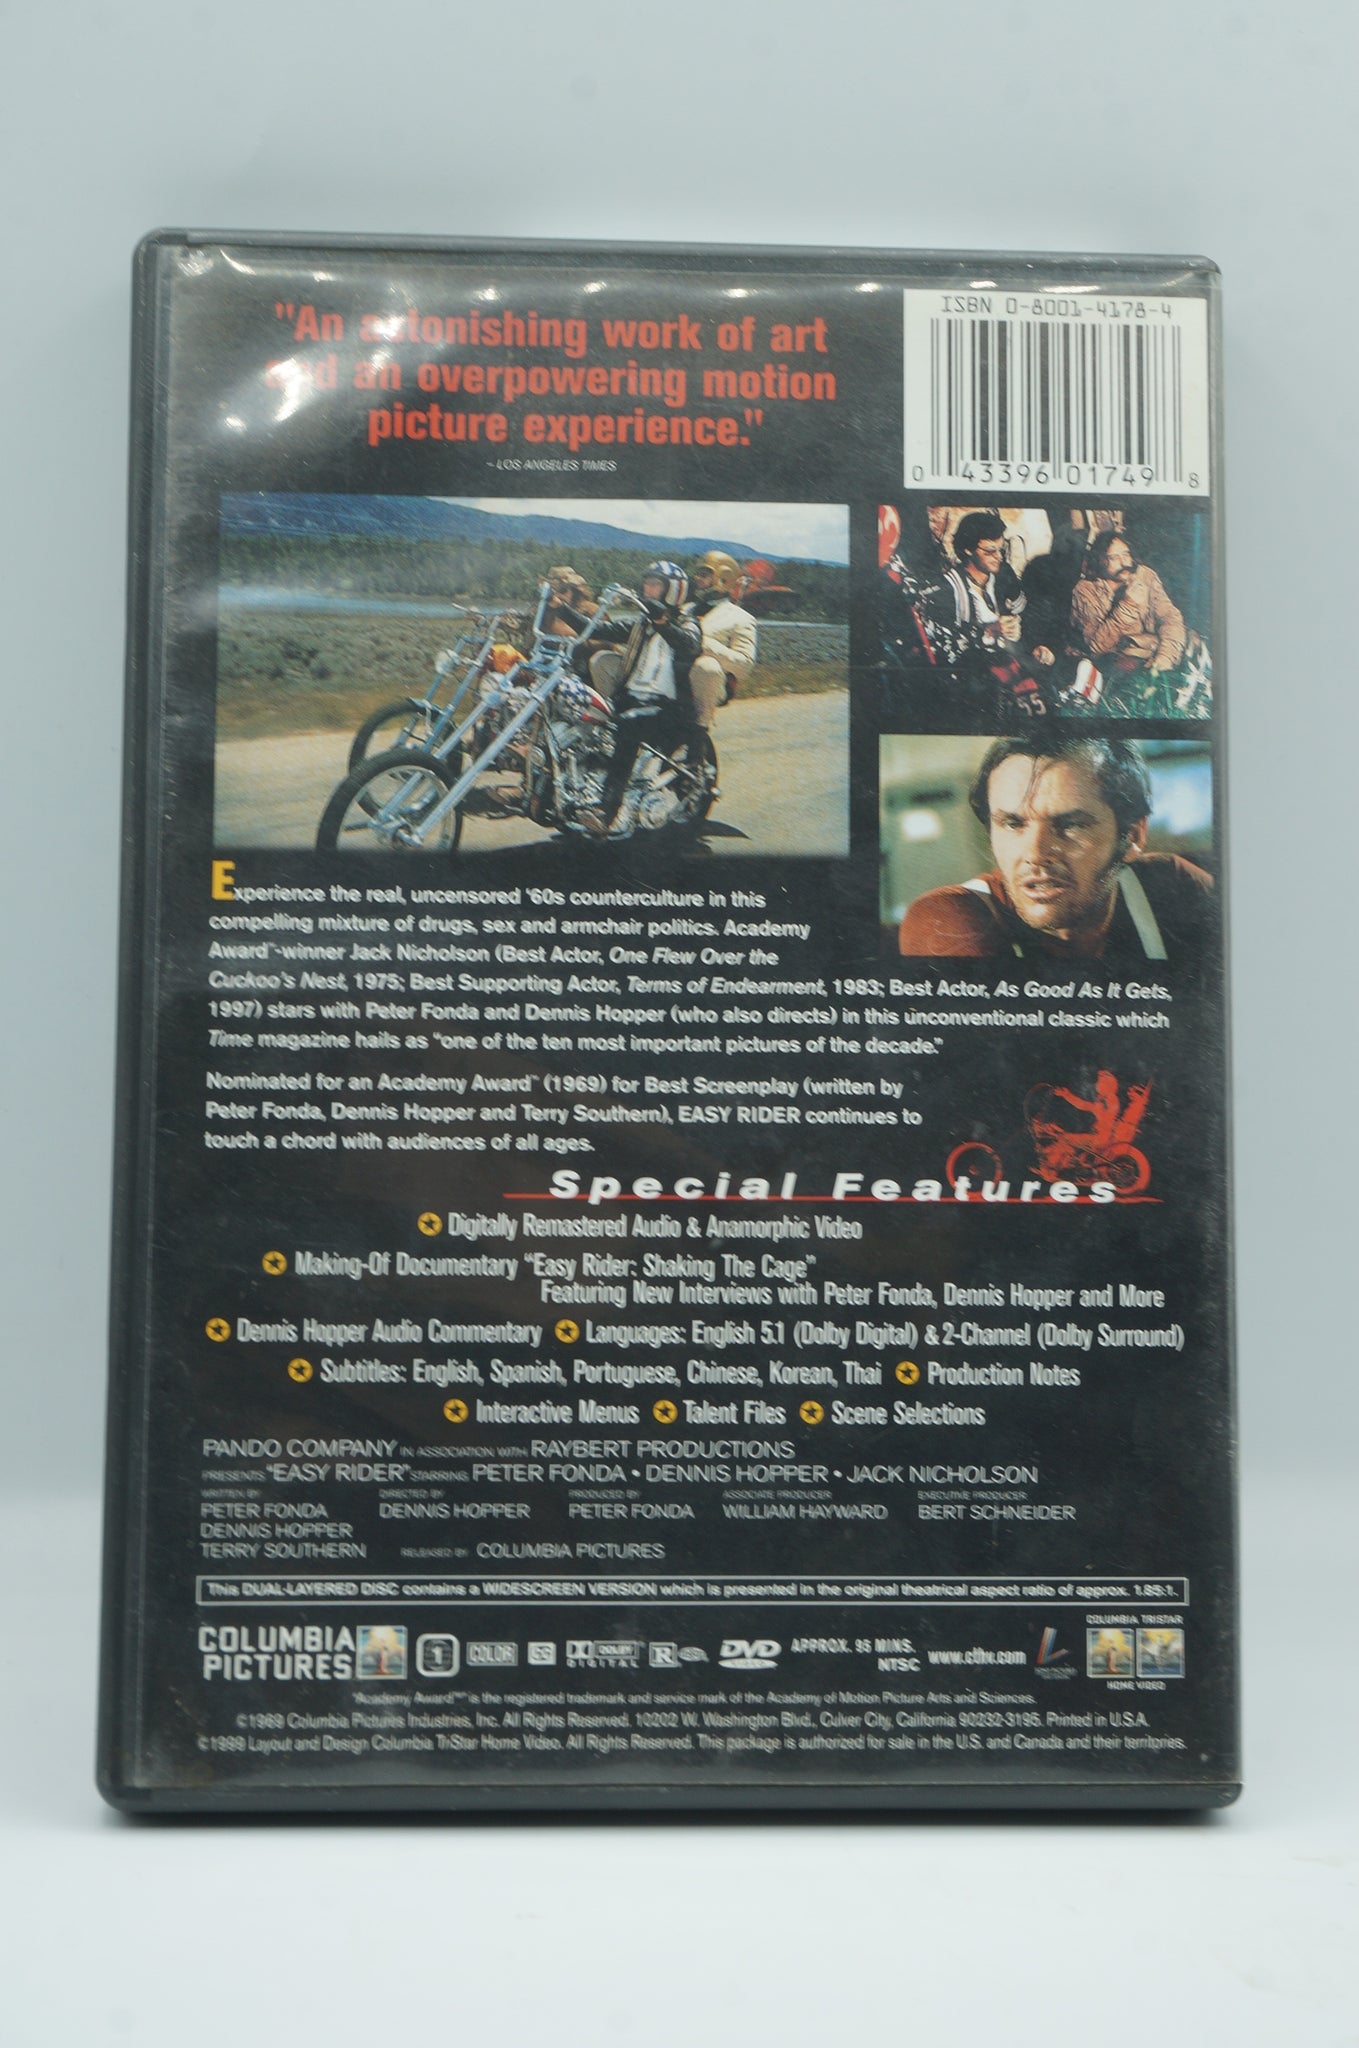 "An astonishing work of art
and an overpowering motion
picture experience."
– LOS ANGELES TIMES
ISBN 0-8001-4178-4
0 43396 01749 8
Experience the real, uncensored '60s counterculture in this
compelling mixture of drugs, sex and armchair politics. Academy
Award™-winner Jack Nicholson (Best Actor, One Flew Over the
Cuckoo's Nest, 1975; Best Supporting Actor, Terms of Endearment, 1983; Best Actor, As Good As It Gets,
1997) stars with Peter Fonda and Dennis Hopper (who also directs) in this unconventional classic which
Time magazine hails as "one of the ten most important pictures of the decade."
Nominated for an Academy Award™ (1969) for Best Screenplay (written by
Peter Fonda, Dennis Hopper and Terry Southern), EASY RIDER continues to
touch a chord with audiences of all ages.
Special Features
Digitally Remastered Audio & Anamorphic Video
Making-Of Documentary "Easy Rider: Shaking The Cage"
Featuring New Interviews with Peter Fonda, Dennis Hopper and More
Dennis Hopper Audio Commentary Languages: English 5.1 (Dolby Digital) & 2-Channel (Dolby Surround)
Subtitles: English, Spanish, Portuguese, Chinese, Korean, Thai Production Notes
Interactive Menus Talent Files Scene Selections
PANDO COMPANY IN ASSOCIATION WITH RAYBERT PRODUCTIONS
PRESENTS "EASY RIDER" STARRING PETER FONDA • DENNIS HOPPER • JACK NICHOLSON
WRITTEN BY DIRECTED BY PRODUCED BY ASSOCIATE PRODUCER EXECUTIVE PRODUCER
PETER FONDA DENNIS HOPPER PETER FONDA WILLIAM HAYWARD BERT SCHNEIDER
DENNIS HOPPER
TERRY SOUTHERN RELEASED BY COLUMBIA PICTURES
This DUAL-LAYERED DISC contains a WIDESCREEN VERSION which is presented in the original theatrical aspect ratio of approx. 1.85:1.
COLUMBIA TRISTAR
COLUMBIA
PICTURES 1 COLOR DOLBY DIGITAL R DVD VIDEO APPROX. 95 MINS.
NTSC www.cthv.com
HOME VIDEO
"Academy Award™" is the registered trademark and service mark of the Academy of Motion Picture Arts and Sciences.
©1969 Columbia Pictures Industries, Inc. All Rights Reserved. 10202 W. Washington Blvd., Culver City, California 90232-3195. Printed in U.S.A.
©1999 Layout and Design Columbia TriStar Home Video. All Rights Reserved. This package is authorized for sale in the U.S. and Canada and their territories.